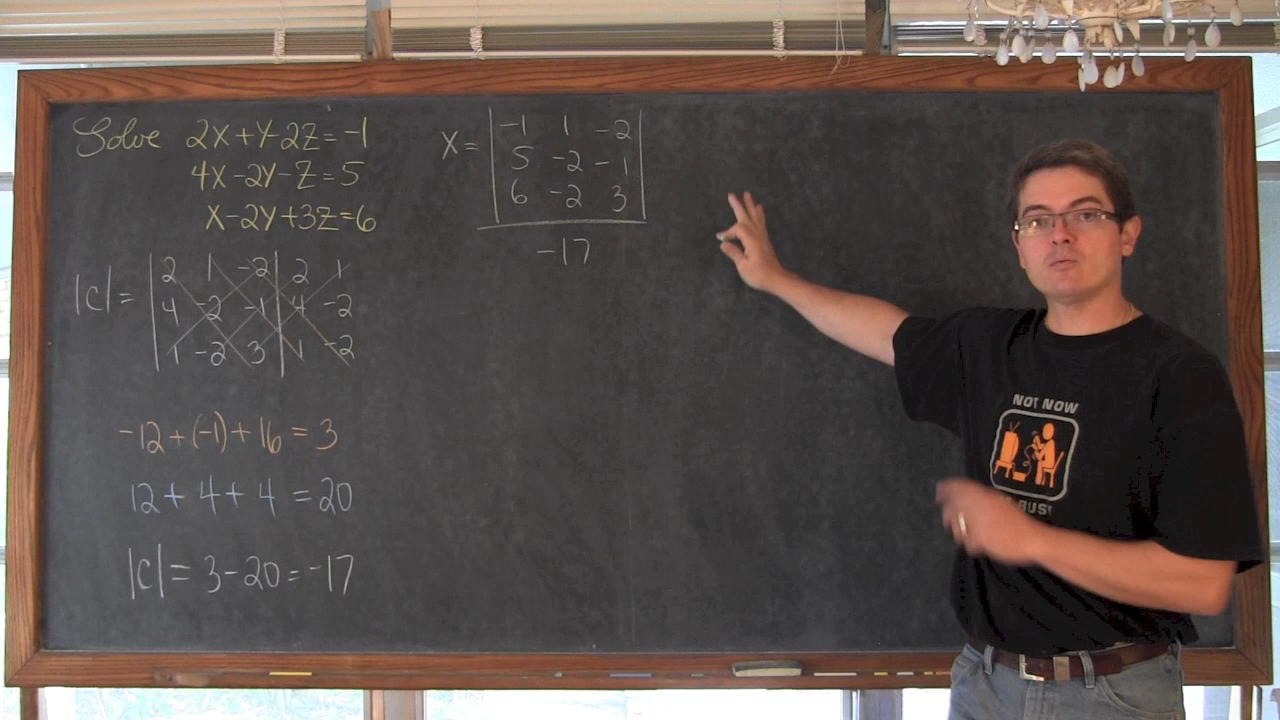 Solve 2X+Y-2Z=-1
4X-2Y-Z=5
X-2Y+3Z=6
|C|= | 2 1 -2 | 2 1
4 -2 -1 | 4 -2
1 -2 3 | 1 -2
-12+(-1)+16=3
12+4+4=20
|C|=3-20=-17
X= | -1 1 -2 |
5 -2 -1
6 -2 3
-17
NOT NOW